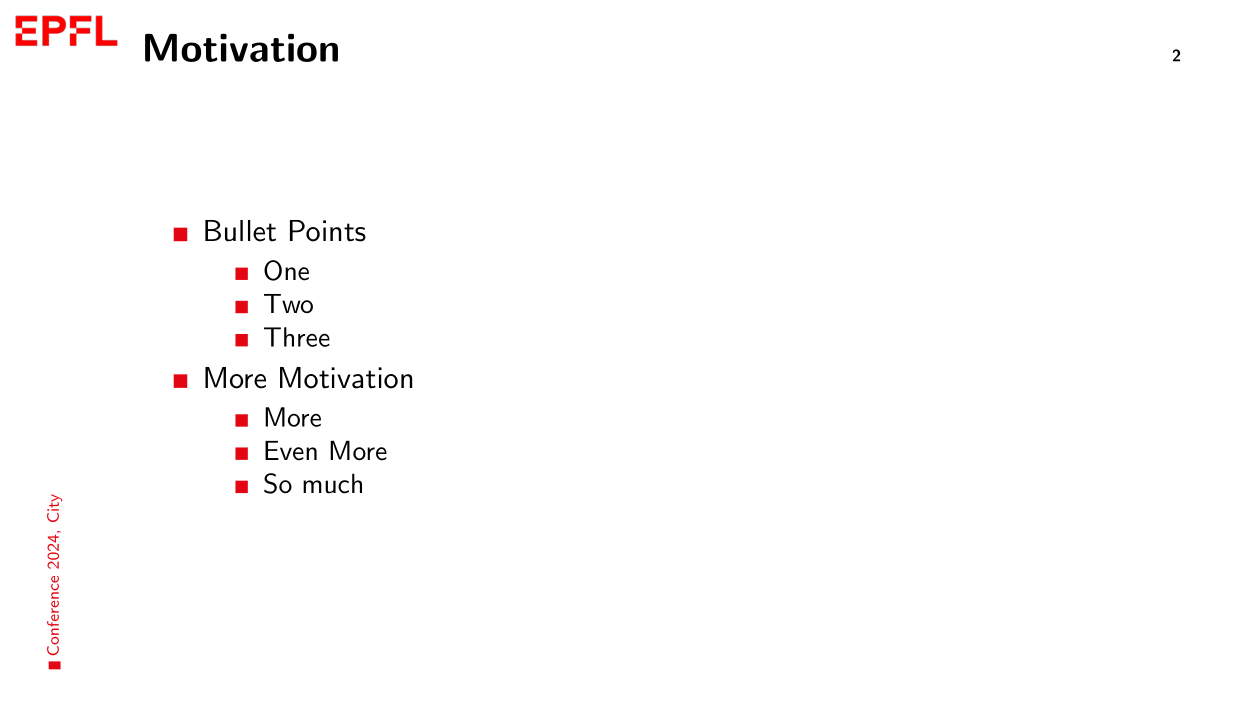 EPFL
Motivation
2
Bullet Points
One
Two
Three
More Motivation
More
Even More
So much
Conference 2024, City